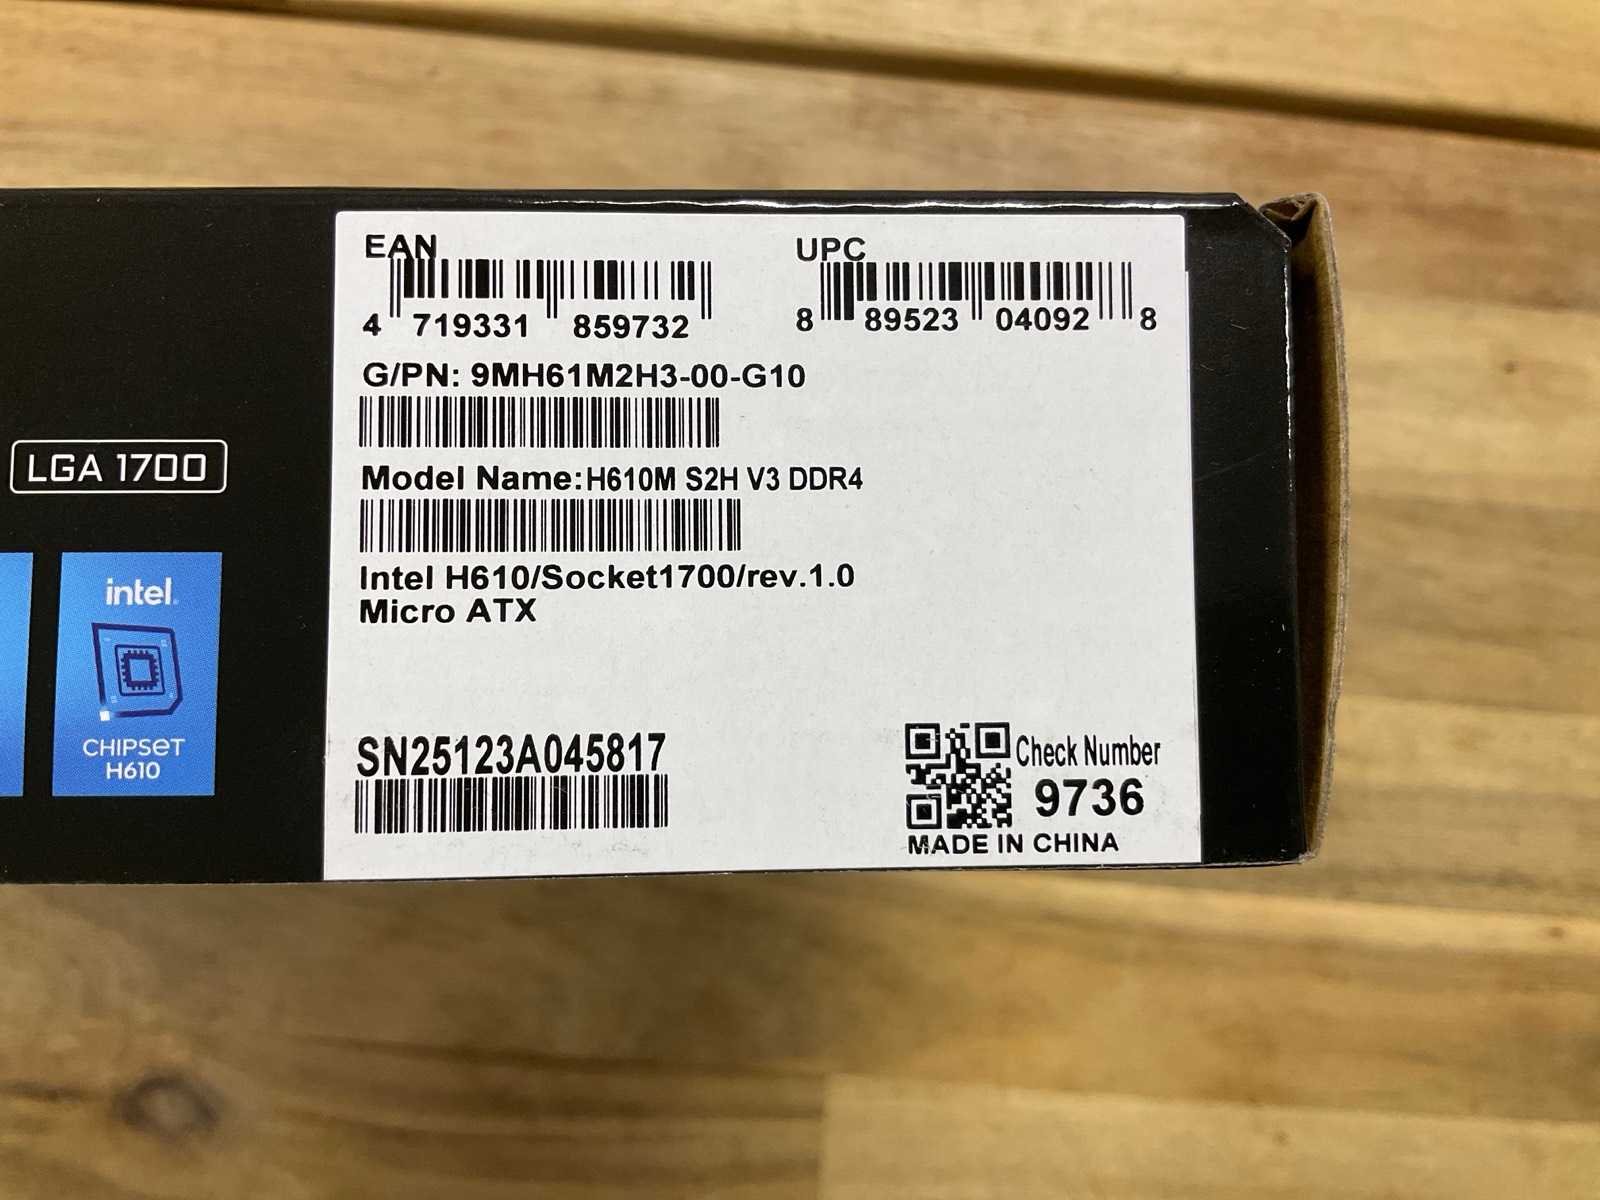 EAN
4 719331 859732
UPC
8 89523 04092 8
G/PN: 9MH61M2H3-00-G10
LGA 1700
Model Name:H610M S2H V3 DDR4
Intel H610/Socket1700/rev.1.0
Micro ATX
intel.
CHIPSET
H610
SN25123A045817
Check Number
9736
MADE IN CHINA